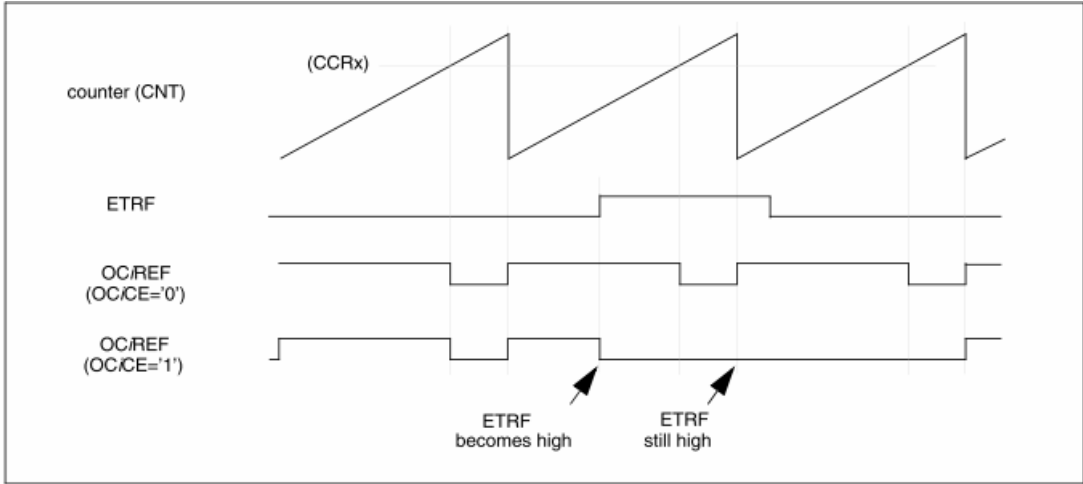 (CCRx)
counter (CNT)
ETRF
OCiREF
(OCiCE='0')
OCiREF
(OCiCE='1')
ETRF
becomes high
ETRF
still high